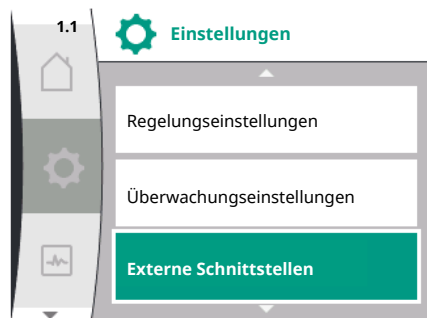 1.1
Einstellungen
Regelungseinstellungen
Überwachungseinstellungen
Externe Schnittstellen